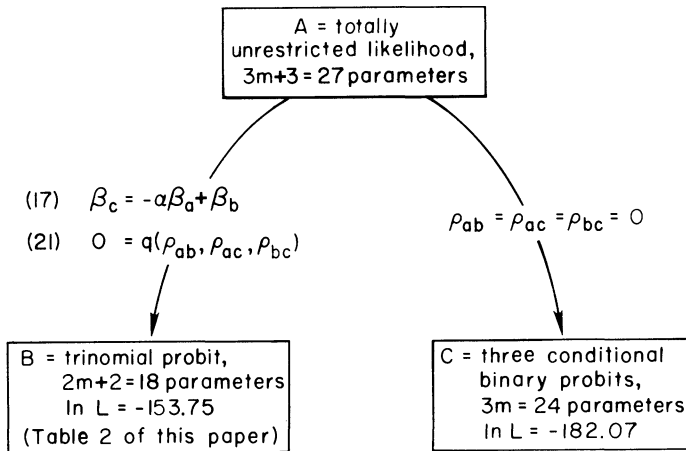 A = totally
unrestricted likelihood,
3m+3 = 27 parameters
(17) β_c = -αβ_a + β_b
(21) 0 = q(ρ_ab, ρ_ac, ρ_bc)
ρ_ab = ρ_ac = ρ_bc = 0
B = trinomial probit,
2m+2 = 18 parameters
ln L = -153.75
(Table 2 of this paper)
C = three conditional
binary probits,
3m = 24 parameters
ln L = -182.07